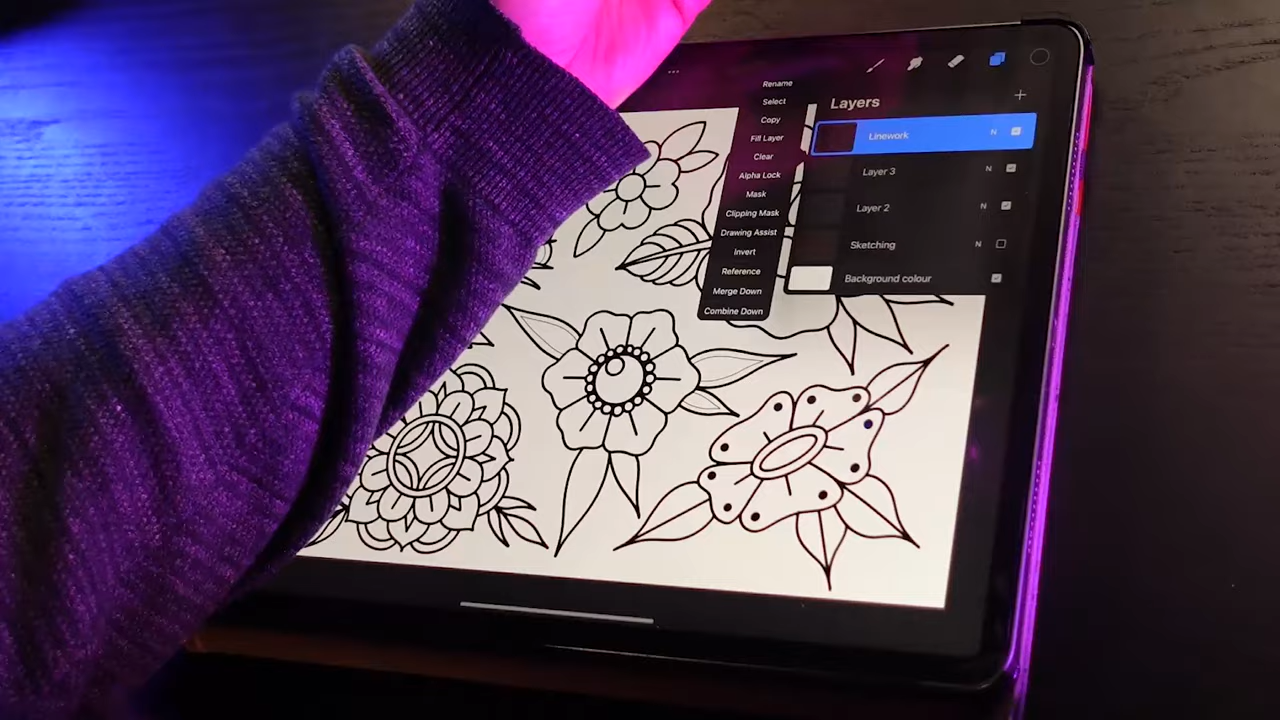 Rename
Select
Copy
Fill Layer
Clear
Alpha Lock
Mask
Clipping Mask
Drawing Assist
Invert
Reference
Merge Down
Combine Down
Layers
Linework N
Layer 3 N
Layer 2 N
Sketching N
Background colour